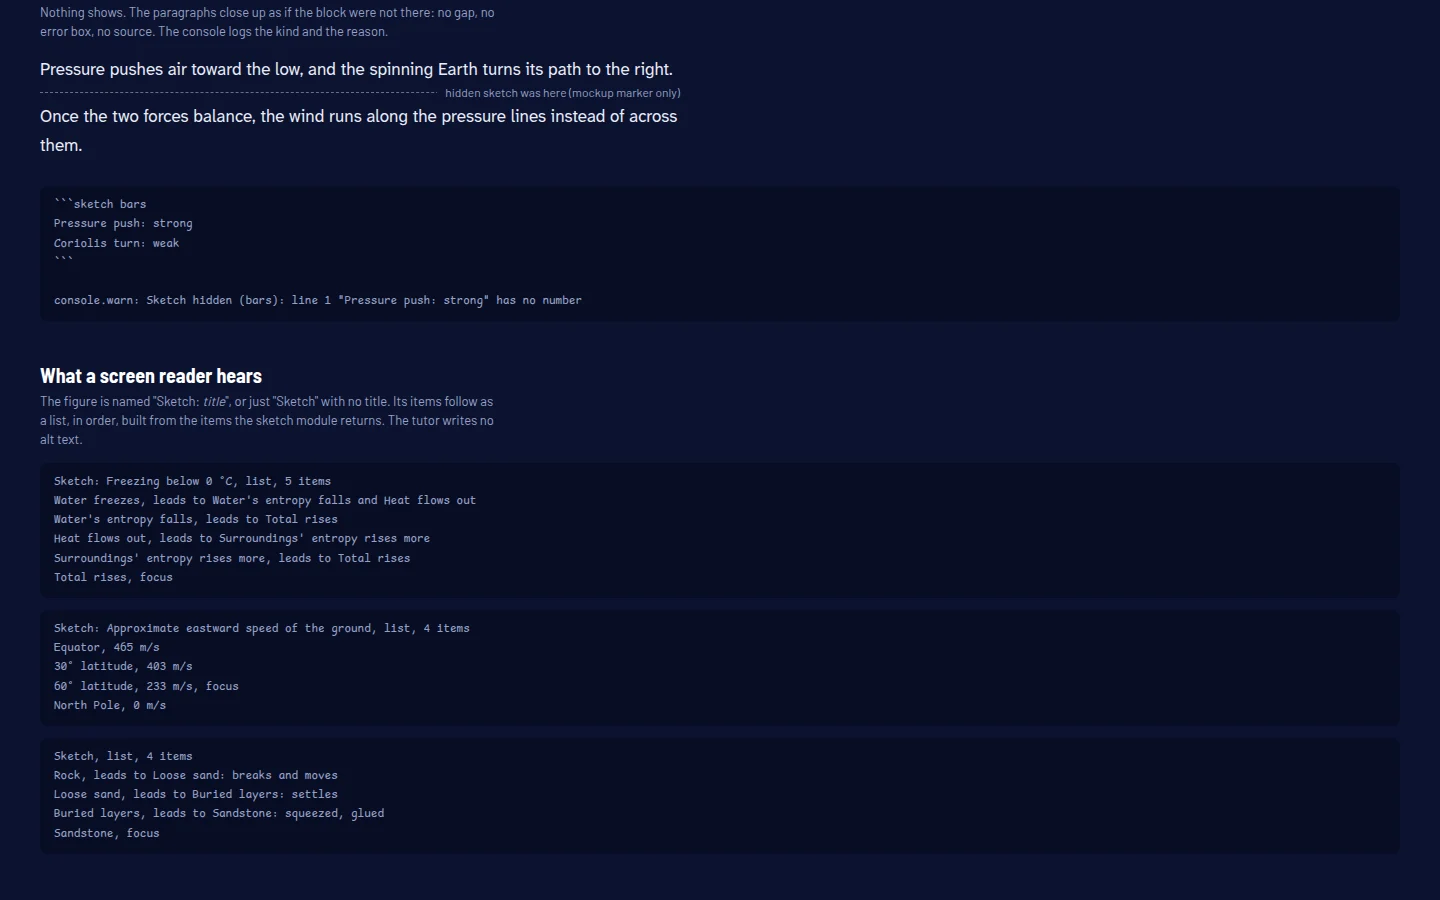 Nothing shows. The paragraphs close up as if the block were not there: no gap, no
error box, no source. The console logs the kind and the reason.
Pressure pushes air toward the low, and the spinning Earth turns its path to the right.
hidden sketch was here (mockup marker only)
Once the two forces balance, the wind runs along the pressure lines instead of across
them.
```sketch bars
Pressure push: strong
Coriolis turn: weak
```
console.warn: Sketch hidden (bars): line 1 "Pressure push: strong" has no number
What a screen reader hears
The figure is named "Sketch: title", or just "Sketch" with no title. Its items follow as
a list, in order, built from the items the sketch module returns. The tutor writes no
alt text.
Sketch: Freezing below 0 °C, list, 5 items
Water freezes, leads to Water's entropy falls and Heat flows out
Water's entropy falls, leads to Total rises
Heat flows out, leads to Surroundings' entropy rises more
Surroundings' entropy rises more, leads to Total rises
Total rises, focus
Sketch: Approximate eastward speed of the ground, list, 4 items
Equator, 465 m/s
30° latitude, 403 m/s
60° latitude, 233 m/s, focus
North Pole, 0 m/s
Sketch, list, 4 items
Rock, leads to Loose sand: breaks and moves
Loose sand, leads to Buried layers: settles
Buried layers, leads to Sandstone: squeezed, glued
Sandstone, focus